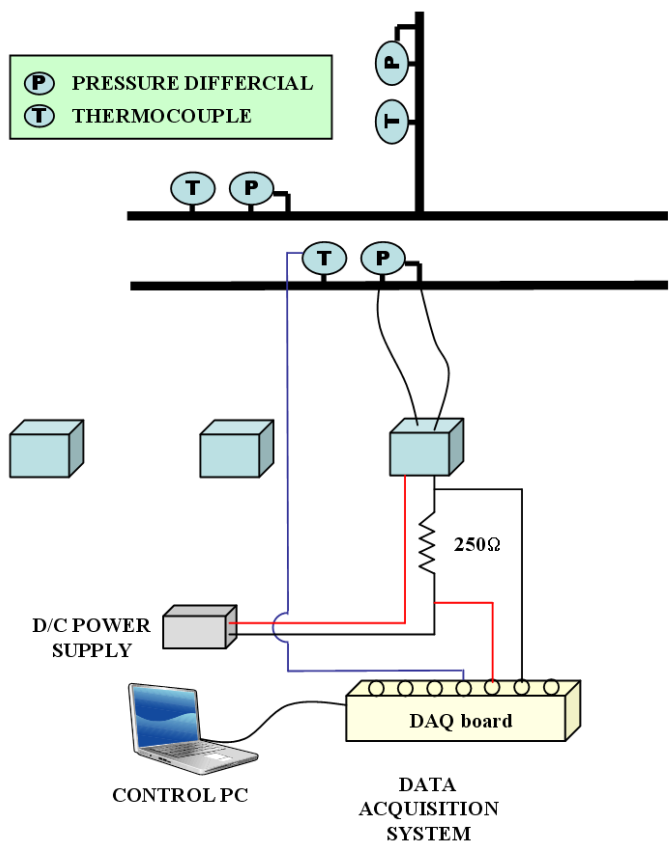 P PRESSURE DIFFERCIAL
T THERMOCOUPLE
P
T
T P
T P
250Ω
D/C POWER
SUPPLY
DAQ board
CONTROL PC
DATA
ACQUISITION
SYSTEM